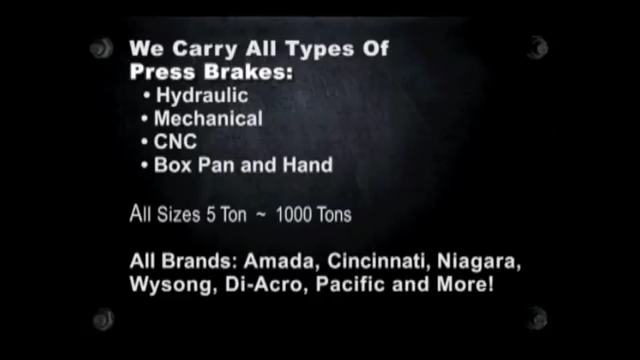 We Carry All Types Of
Press Brakes:
• Hydraulic
• Mechanical
• CNC
• Box Pan and Hand
All Sizes 5 Ton ~ 1000 Tons
All Brands: Amada, Cincinnati, Niagara,
Wysong, Di-Acro, Pacific and More!